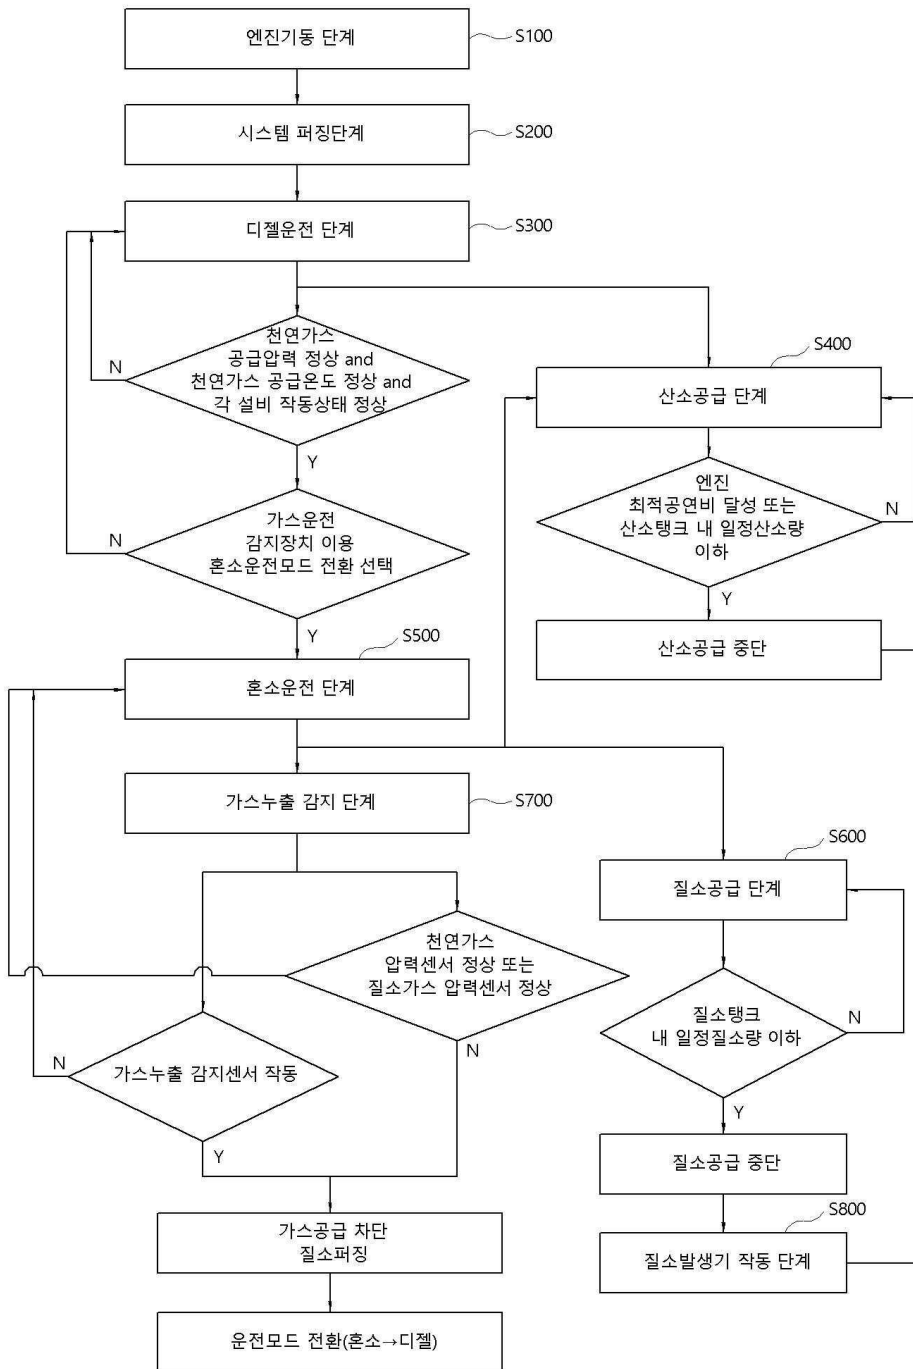 엔진기동 단계
S100
시스템 퍼징단계
S200
디젤운전 단계
S300
천연가스
공급압력 정상 and
천연가스 공급온도 정상 and
각 설비 작동상태 정상
N
Y
S400
산소공급 단계
엔진
최적공연비 달성 또는
산소탱크 내 일정산소량
이하
N
Y
산소공급 중단
가스운전
감지장치 이용
혼소운전모드 전환 선택
N
Y
S500
혼소운전 단계
가스누출 감지 단계
S700
S600
질소공급 단계
천연가스
압력센서 정상 또는
질소가스 압력센서 정상
N
질소탱크
내 일정질소량 이하
N
Y
가스누출 감지센서 작동
N
Y
질소공급 중단
S800
질소발생기 작동 단계
가스공급 차단
질소퍼징
운전모드 전환(혼소→디젤)